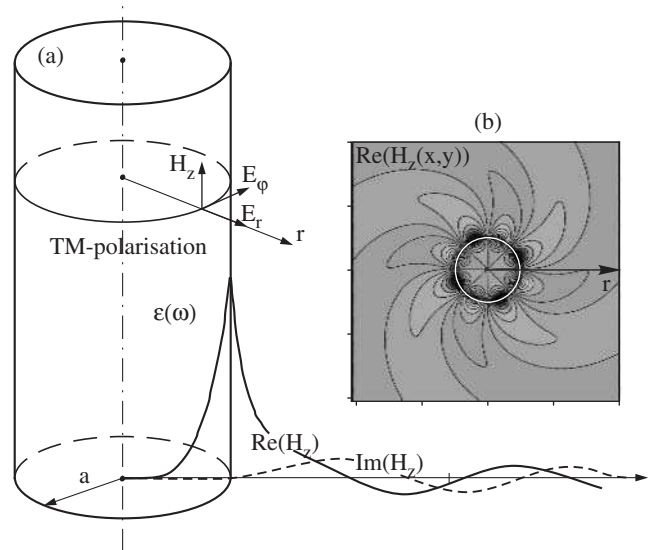 (a)
(b)
Re(H_z(x,y))
H_z
E_φ
E_r
r
r
TM-polarisation
ε(ω)
Re(H_z)
Im(H_z)
a